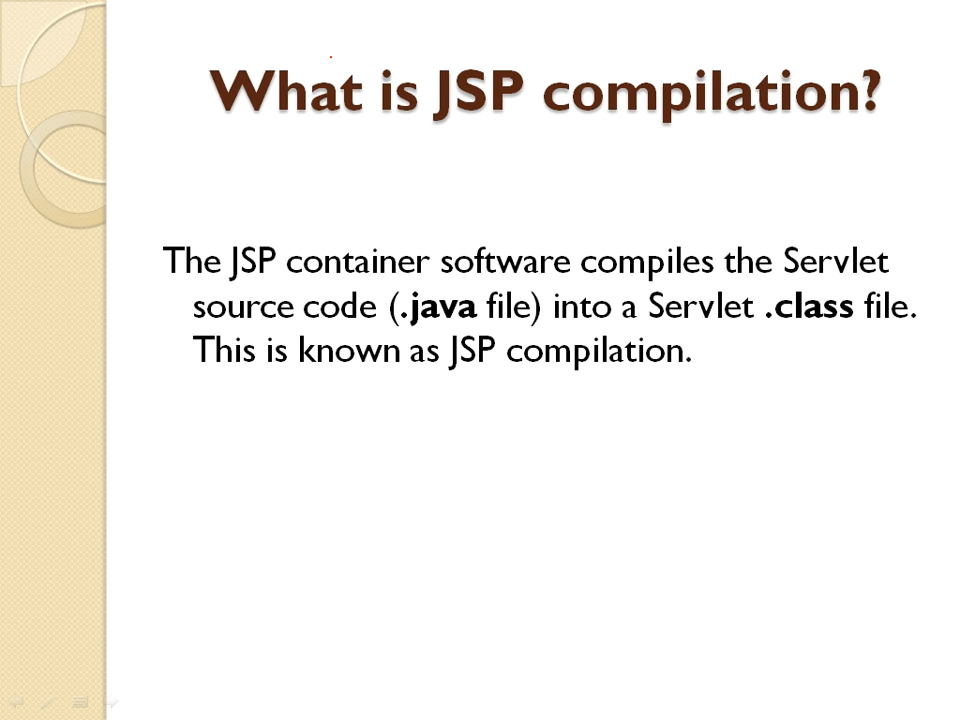 What is JSP compilation?
The JSP container software compiles the Servlet
source code (.java file) into a Servlet .class file.
This is known as JSP compilation.